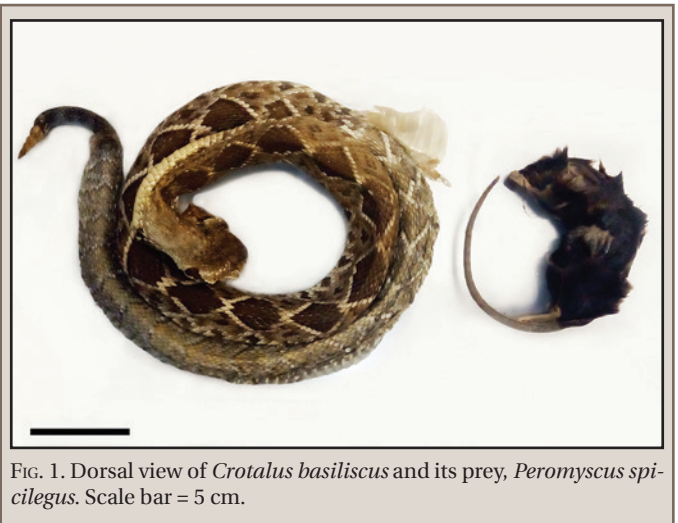 FIG. 1. Dorsal view of Crotalus basiliscus and its prey, Peromyscus spi-
cilegus. Scale bar = 5 cm.